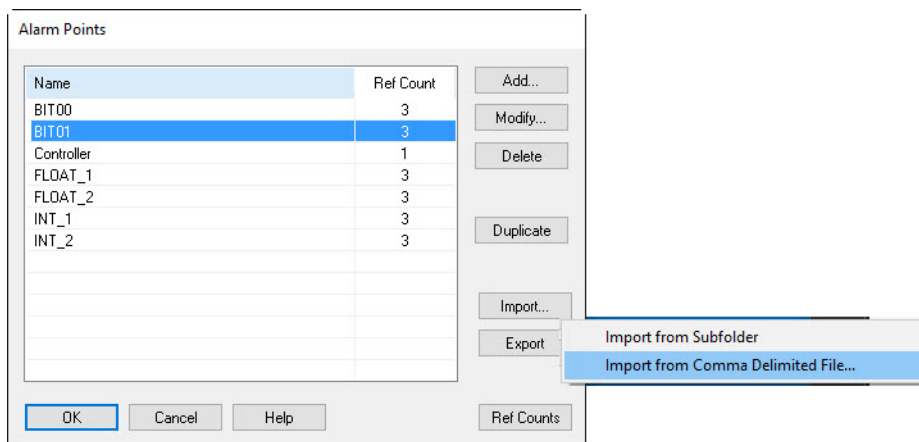 Alarm Points
Name Ref Count
BIT00 3
BIT01 3
Controller 1
FLOAT_1 3
FLOAT_2 3
INT_1 3
INT_2 3
Add...
Modify...
Delete
Duplicate
Import...
Export
Import from Subfolder
Import from Comma Delimited File...
OK Cancel Help Ref Counts